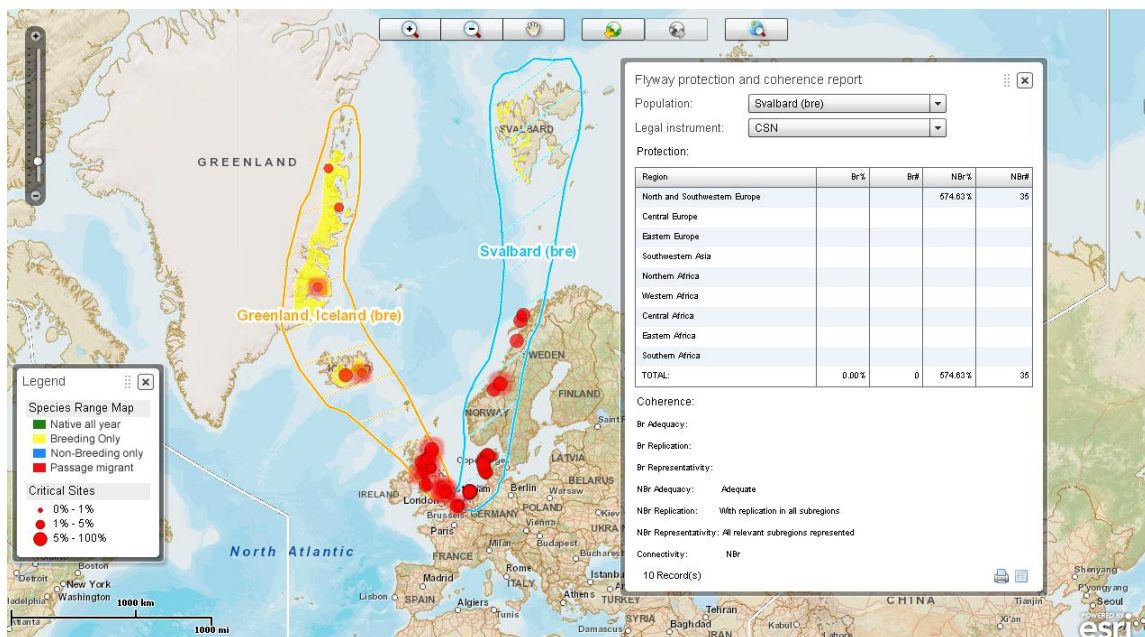 GREENLAND
SVALBARD
Svalbard (bre)
Greenland, Iceland (bre)
SWEDEN
FINLAND
NORWAY
LATVIA
BELARUS
IRELAND
London
Berlin
Warsaw
POLAND
Brussels
GERMANY
Kiev
Paris
Vienna
FRANCE
Milan
Budapest
Bucharest
North Atlantic
Rome
ITALY
Madrid
Lisbon
SPAIN
Algiers
Tunis
Athens
TURKEY
SYRIA
Damascus
Baghdad
Tehran
IRAN
Kabul
Lahore
CHINA
Xi'an
Tianjin
Shenyang
P'yongyang
Seoul
Boston
Detroit
New York
Washington
Atlanta
1000 km
1000 mi
Legend
Species Range Map
Native all year
Breeding Only
Non-Breeding only
Passage migrant
Critical Sites
0% - 1%
1% - 5%
5% - 100%
Flyway protection and coherence report
Population: Svalbard (bre)
Legal instrument: CSN
Protection:
Region Br% Br# NBr% NBr#
North and Southwestern Europe 574.63% 35
Central Europe
Eastern Europe
Southwestern Asia
Northern Africa
Western Africa
Central Africa
Eastern Africa
Southern Africa
TOTAL: 0.00% 0 574.63% 35
Coherence:
Br Adequacy:
Br Replication:
Br Representativity:
NBr Adequacy: Adequate
NBr Replication: With replication in all subregions
NBr Representativity: All relevant subregions represented
Connectivity: NBr
10 Record(s)
POWERED BY
esri